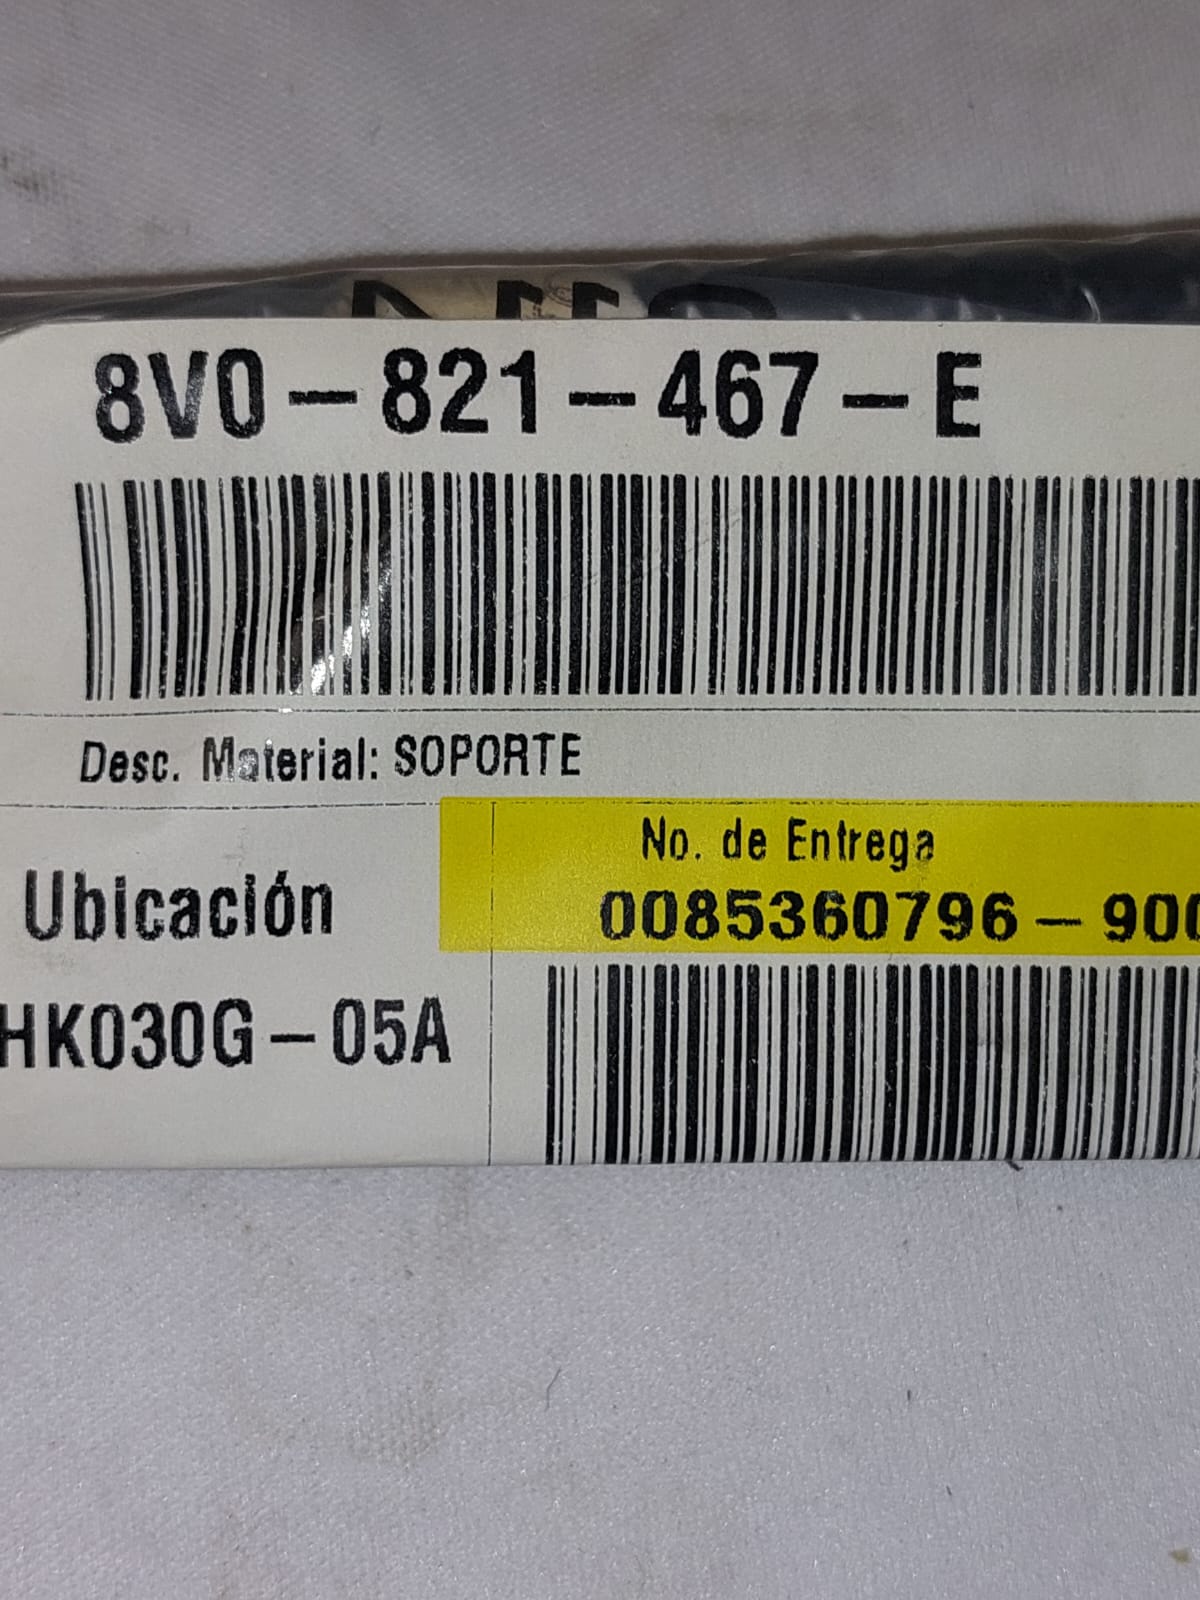 8V0-821-467-E
Desc. Material: SOPORTE
No. de Entrega
Ubicación
0085360796-900
HK030G-05A